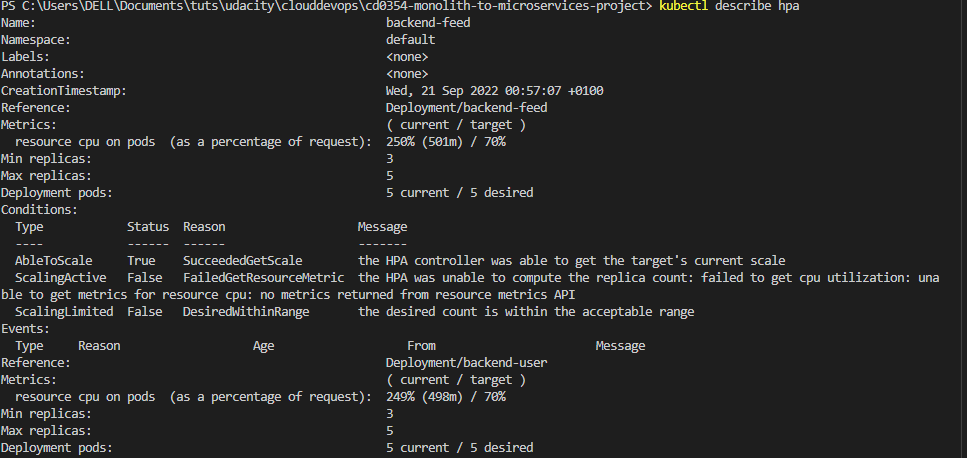 PS C:\Users\DELL\Documents\tuts\udacity\clouddevops\cd0354-monolith-to-microservices-project> kubectl describe hpa
Name: backend-feed
Namespace: default
Labels: <none>
Annotations: <none>
CreationTimestamp: Wed, 21 Sep 2022 00:57:07 +0100
Reference: Deployment/backend-feed
Metrics: ( current / target )
resource cpu on pods (as a percentage of request): 250% (501m) / 70%
Min replicas: 3
Max replicas: 5
Deployment pods: 5 current / 5 desired
Conditions:
Type Status Reason Message
---- ------ ------ -------
AbleToScale True SucceededGetScale the HPA controller was able to get the target's current scale
ScalingActive False FailedGetResourceMetric the HPA was unable to compute the replica count: failed to get cpu utilization: una
ble to get metrics for resource cpu: no metrics returned from resource metrics API
ScalingLimited False DesiredWithinRange the desired count is within the acceptable range
Events:
Type Reason Age From Message
Reference: Deployment/backend-user
Metrics: ( current / target )
resource cpu on pods (as a percentage of request): 249% (498m) / 70%
Min replicas: 3
Max replicas: 5
Deployment pods: 5 current / 5 desired